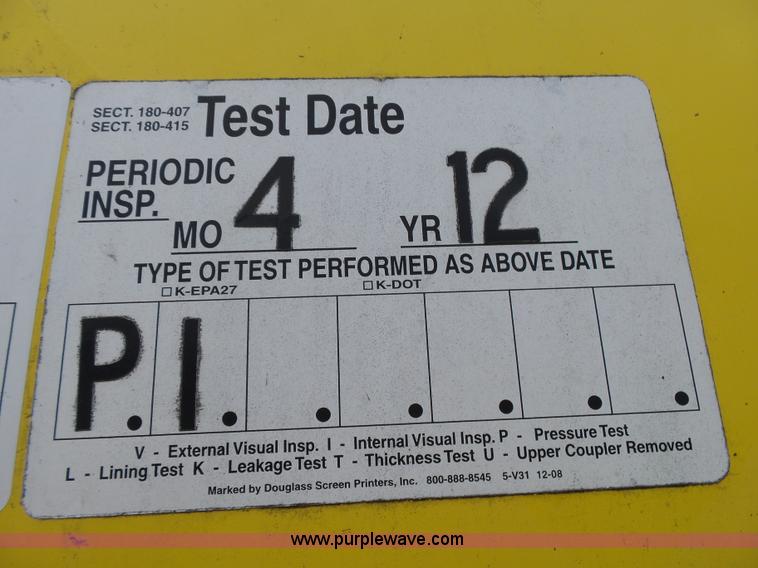 SECT. 180-407
SECT. 180-415
Test Date
PERIODIC
INSP.
MO 4 YR 12
TYPE OF TEST PERFORMED AS ABOVE DATE
☐ K-EPA27 ☐ K-DOT
P. I. . . . . .
V - External Visual Insp. I - Internal Visual Insp. P - Pressure Test
L - Lining Test K - Leakage Test T - Thickness Test U - Upper Coupler Removed
Marked by Douglass Screen Printers, Inc. 800-888-8545 5-V31 12-08
www.purplewave.com